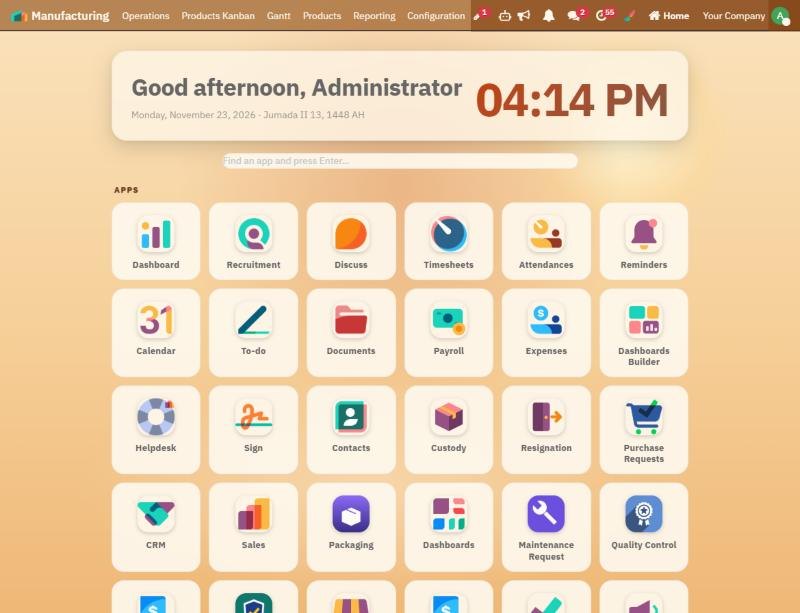 Manufacturing Operations Products Kanban Gantt Products Reporting Configuration 1 2 55 Home Your Company A
Good afternoon, Administrator
04:14 PM
Monday, November 23, 2026 · Jumada II 13, 1448 AH
Find an app and press Enter...
APPS
Dashboard Recruitment Discuss Timesheets Attendances Reminders
31
Calendar To-do Documents Payroll Expenses Dashboards
Builder
Helpdesk Sign Contacts Custody Resignation Purchase
Requests
CRM Sales Packaging Dashboards Maintenance Quality Control
Request